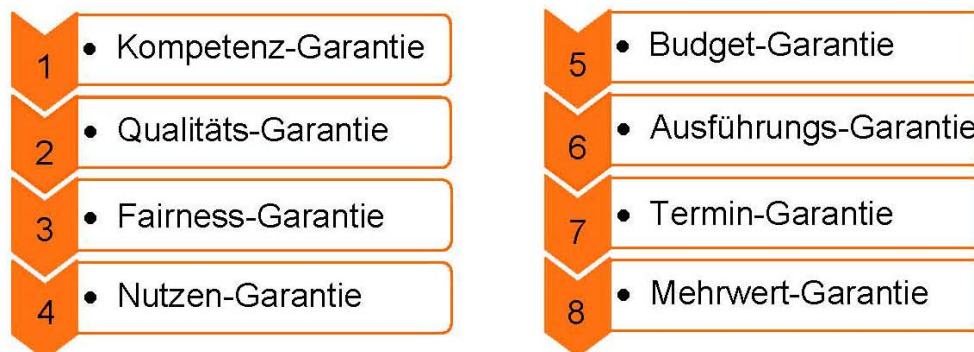 1 • Kompetenz-Garantie
2 • Qualitäts-Garantie
3 • Fairness-Garantie
4 • Nutzen-Garantie
5 • Budget-Garantie
6 • Ausführungs-Garantie
7 • Termin-Garantie
8 • Mehrwert-Garantie